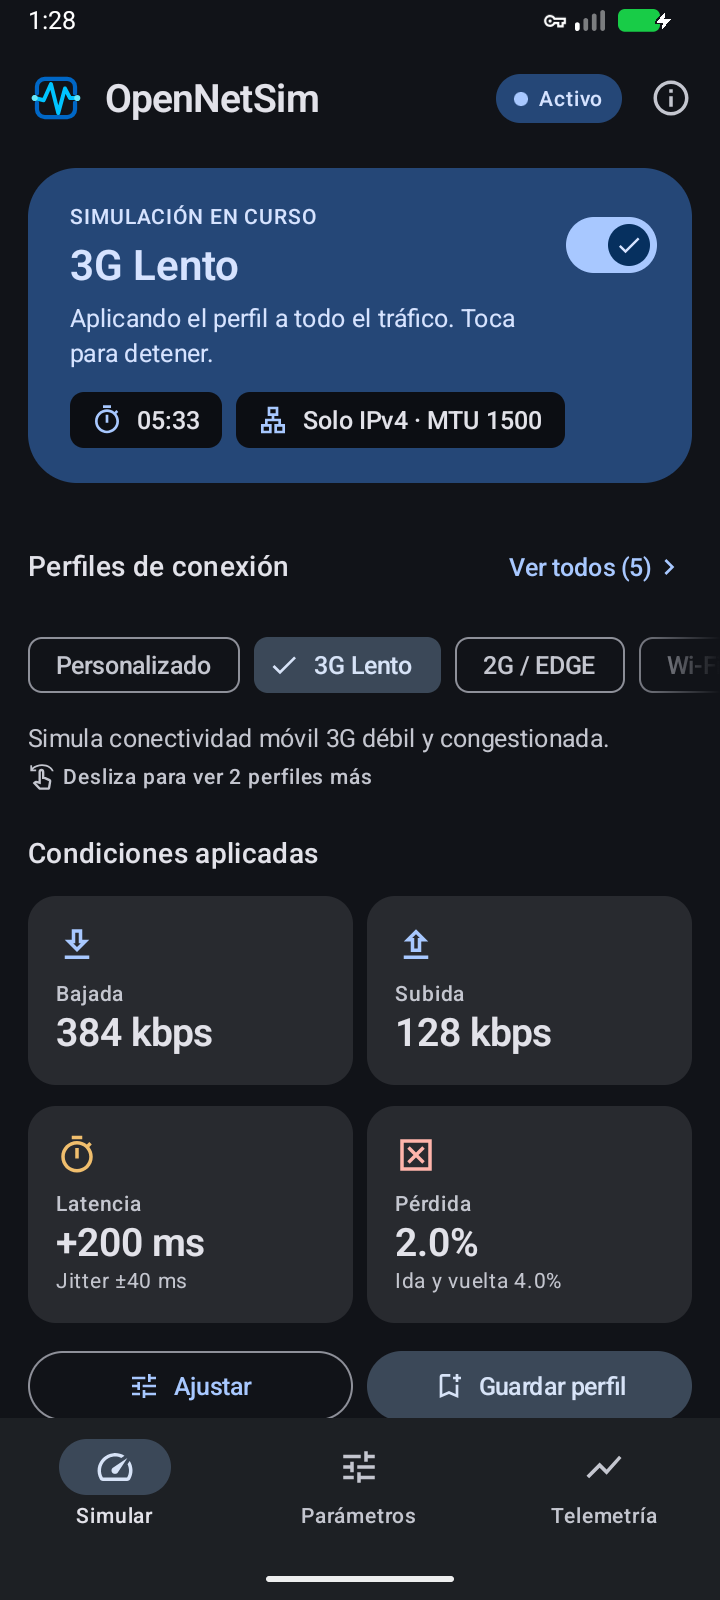 1:28
OpenNetSim
Activo
SIMULACIÓN EN CURSO
3G Lento
Aplicando el perfil a todo el tráfico. Toca
para detener.
05:33
Solo IPv4 · MTU 1500
Perfiles de conexión
Ver todos (5)
Personalizado
3G Lento
2G / EDGE
Simula conectividad móvil 3G débil y congestionada.
Desliza para ver 2 perfiles más
Condiciones aplicadas
Bajada
384 kbps
Subida
128 kbps
Latencia
+200 ms
Jitter ±40 ms
Pérdida
2.0%
Ida y vuelta 4.0%
Ajustar
Guardar perfil
Simular
Parámetros
Telemetría